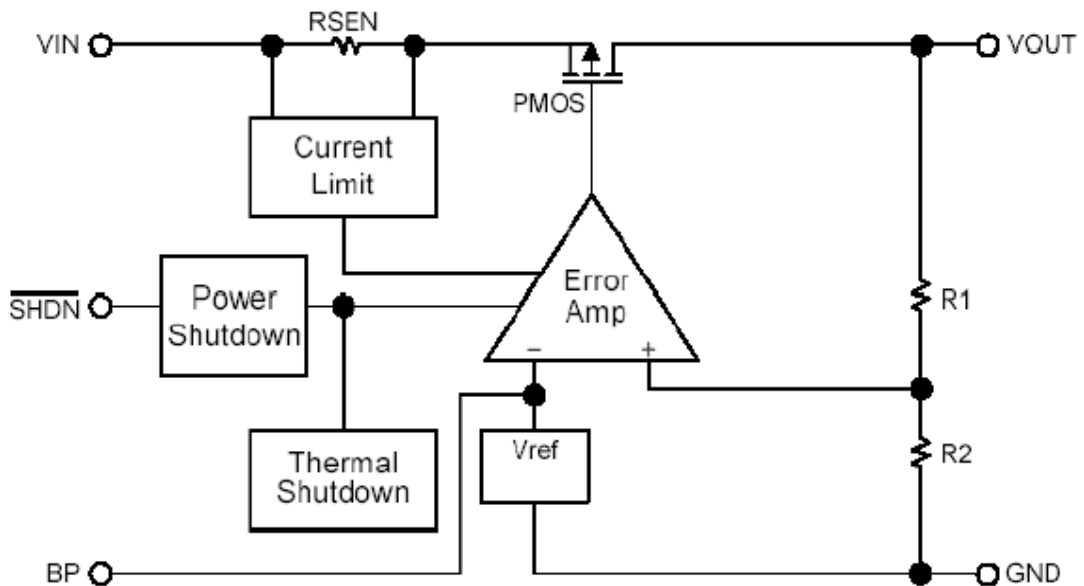 RSEN
VIN
VOUT
PMOS
Current
Limit
Error
Amp
SHDN
Power
Shutdown
R1
− +
Vref
R2
Thermal
Shutdown
BP
GND